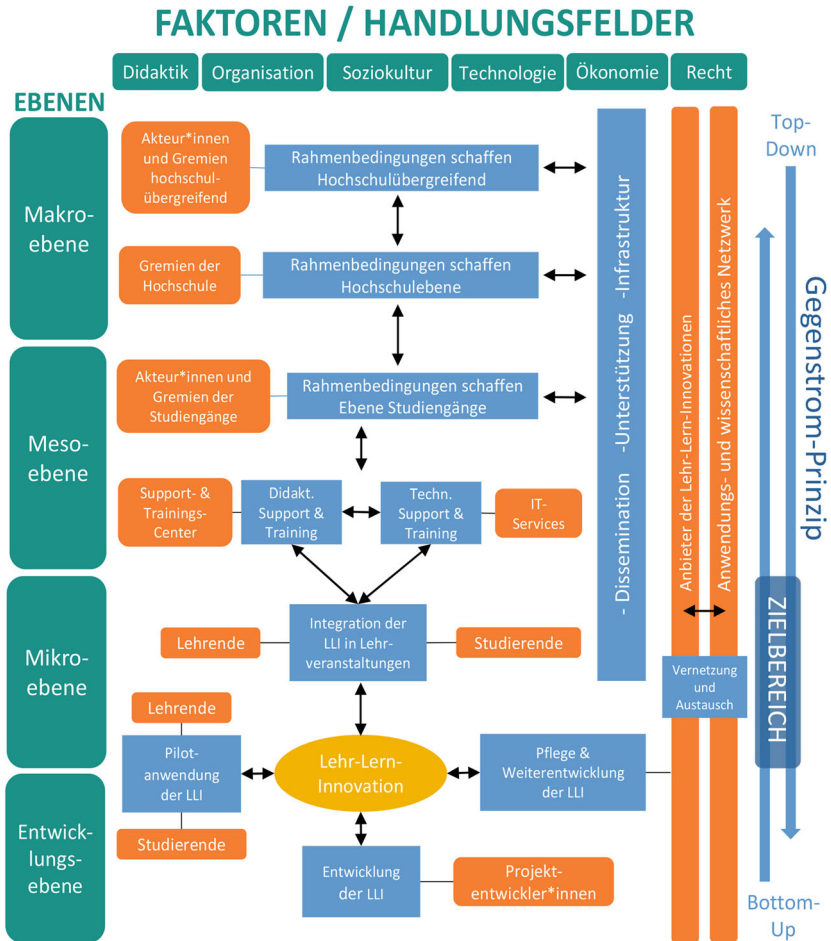 FAKTOREN / HANDLUNGSFELDER
Didaktik
Organisation
Soziokultur
Technologie
Ökonomie
Recht
EBENEN
Makro-
ebene
Akteur*innen
und Gremien
hochschul-
übergreifend
Rahmenbedingungen schaffen
Hochschulübergreifend
Gremien der
Hochschule
Rahmenbedingungen schaffen
Hochschulebene
Meso-
ebene
Akteur*innen und
Gremien der
Studiengänge
Rahmenbedingungen schaffen
Ebene Studiengänge
Support- &
Trainings-
Center
Didakt.
Support &
Training
Techn.
Support &
Training
IT-
Services
Mikro-
ebene
Lehrende
Integration der
LLI in Lehr-
veranstaltungen
Studierende
Lehrende
Pilot-
anwendung
der LLI
Studierende
Lehr-Lern-
Innovation
Pflege &
Weiterentwicklung
der LLI
Entwick-
lungs-
ebene
Entwicklung
der LLI
Projekt-
entwickler*innen
- Dissemination -Unterstützung -Infrastruktur
Anbieter der Lehr-Lern-Innovationen
Anwendungs- und wissenschaftliches Netzwerk
Vernetzung
und
Austausch
Top-
Down
Gegenstrom-Prinzip
ZIELBEREICH
Bottom-
Up